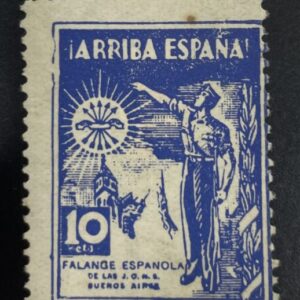 ¡ARRIBA ESPAÑA!
10
cts
FALANGE ESPAÑOLA
DE LAS J.O.N.S.
BUENOS AIRES